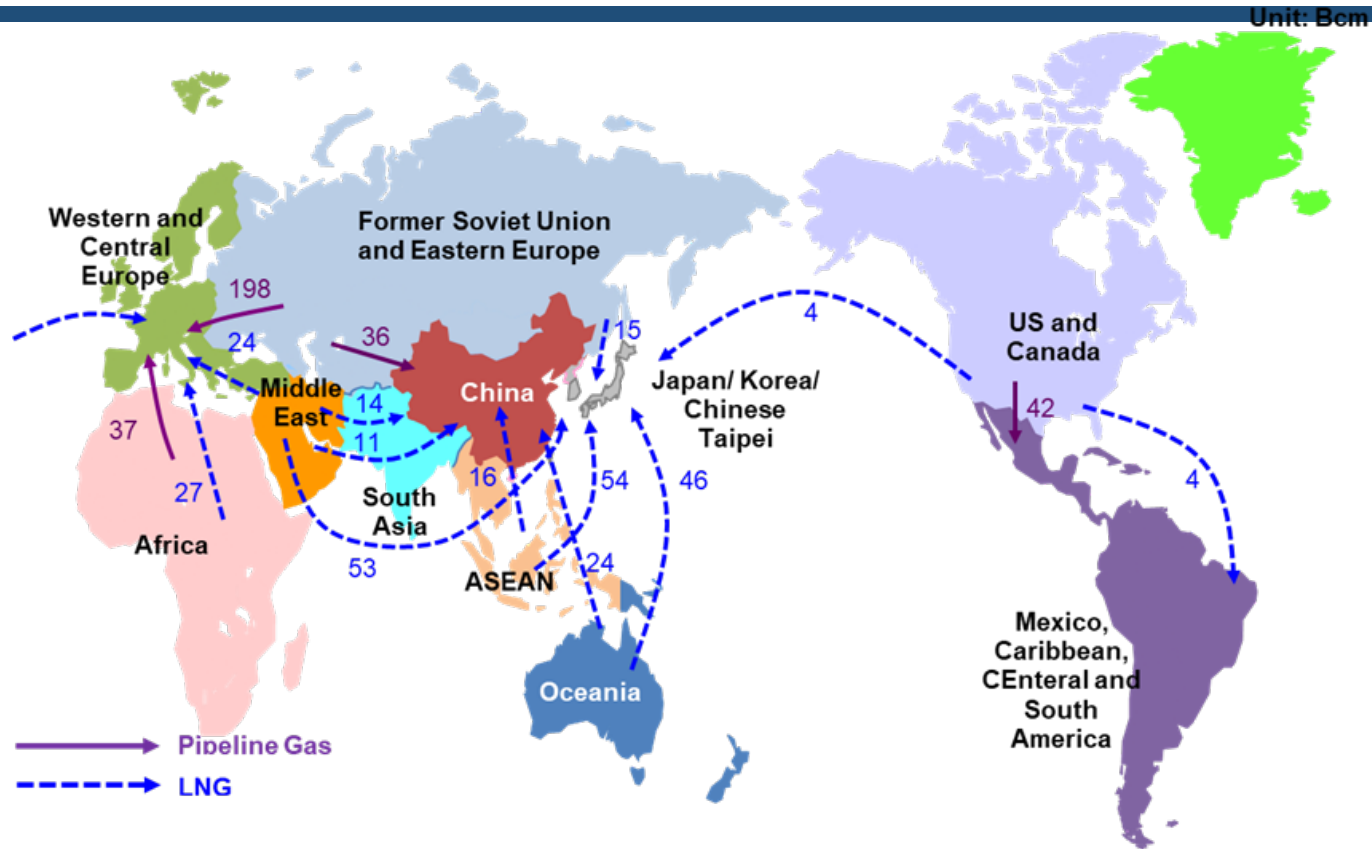 Unit: Bcm
Western and
Central
Europe
Former Soviet Union
and Eastern Europe
198
24
36
15
4
US and
Canada
Middle
East
China
Japan/ Korea/
Chinese
Taipei
14
11
42
37
27
16
54
46
4
South
Asia
Africa
53
ASEAN
24
Oceania
Mexico,
Caribbean,
CEnteral and
South
America
Pipeline Gas
LNG